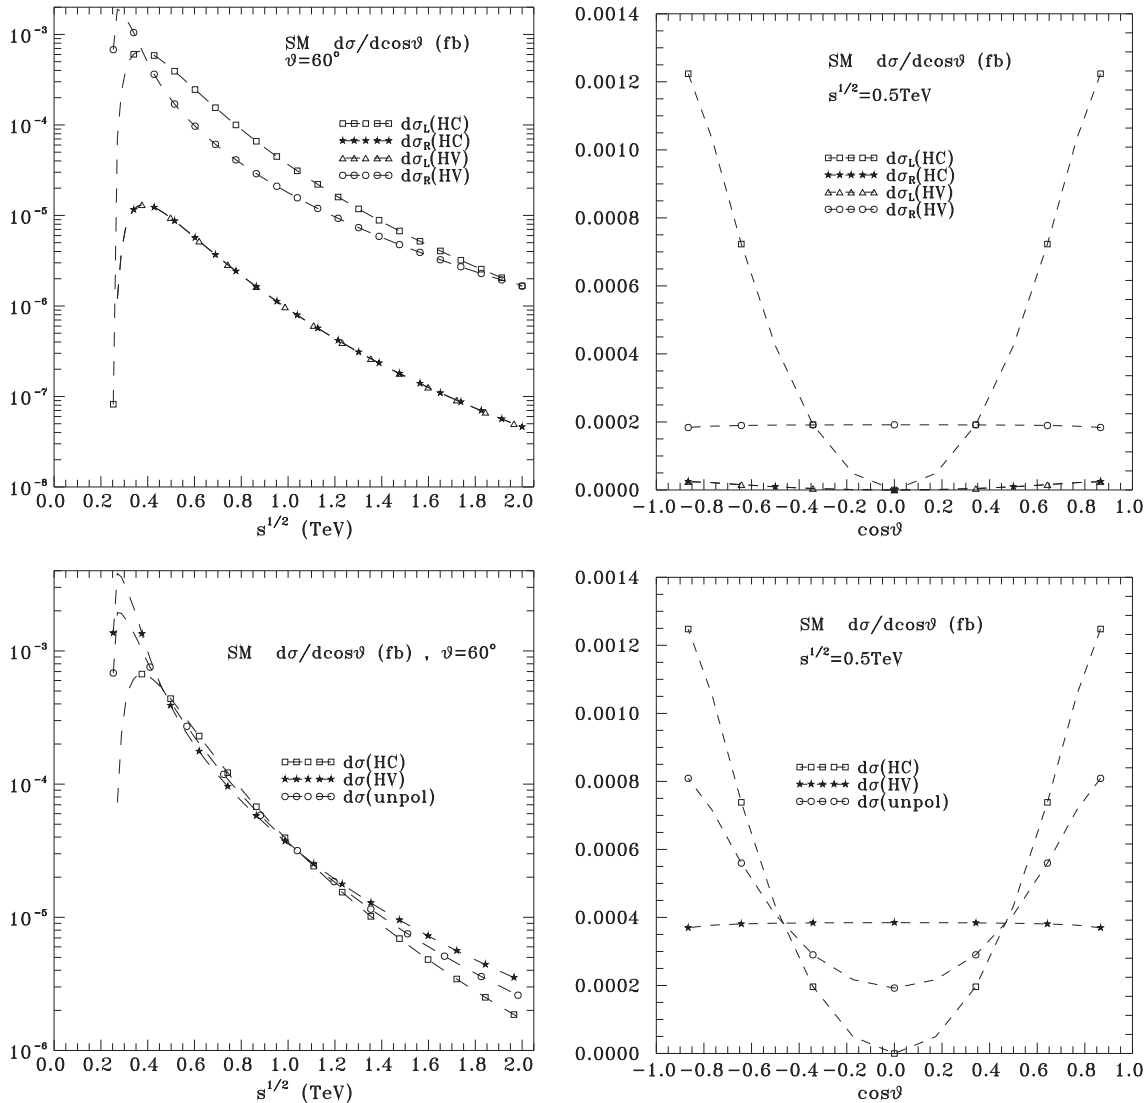 10⁻³
10⁻⁴
10⁻⁵
10⁻⁶
10⁻⁷
10⁻⁸
SM dσ/dcosϑ (fb)
ϑ=60°
dσ_L(HC)
dσ_R(HC)
dσ_L(HV)
dσ_R(HV)
0.0 0.2 0.4 0.6 0.8 1.0 1.2 1.4 1.6 1.8 2.0
s^1/2 (TeV)
0.0014
0.0012
0.0010
0.0008
0.0006
0.0004
0.0002
0.0000
SM dσ/dcosϑ (fb)
s^1/2=0.5TeV
dσ_L(HC)
dσ_R(HC)
dσ_L(HV)
dσ_R(HV)
-1.0 -0.8 -0.6 -0.4 -0.2 0.0 0.2 0.4 0.6 0.8 1.0
cosϑ
10⁻³
10⁻⁴
10⁻⁵
10⁻⁶
SM dσ/dcosϑ (fb) , ϑ=60°
dσ(HC)
dσ(HV)
dσ(unpol)
0.0 0.2 0.4 0.6 0.8 1.0 1.2 1.4 1.6 1.8 2.0
s^1/2 (TeV)
0.0014
0.0012
0.0010
0.0008
0.0006
0.0004
0.0002
0.0000
SM dσ/dcosϑ (fb)
s^1/2=0.5TeV
dσ(HC)
dσ(HV)
dσ(unpol)
-1.0 -0.8 -0.6 -0.4 -0.2 0.0 0.2 0.4 0.6 0.8 1.0
cosϑ